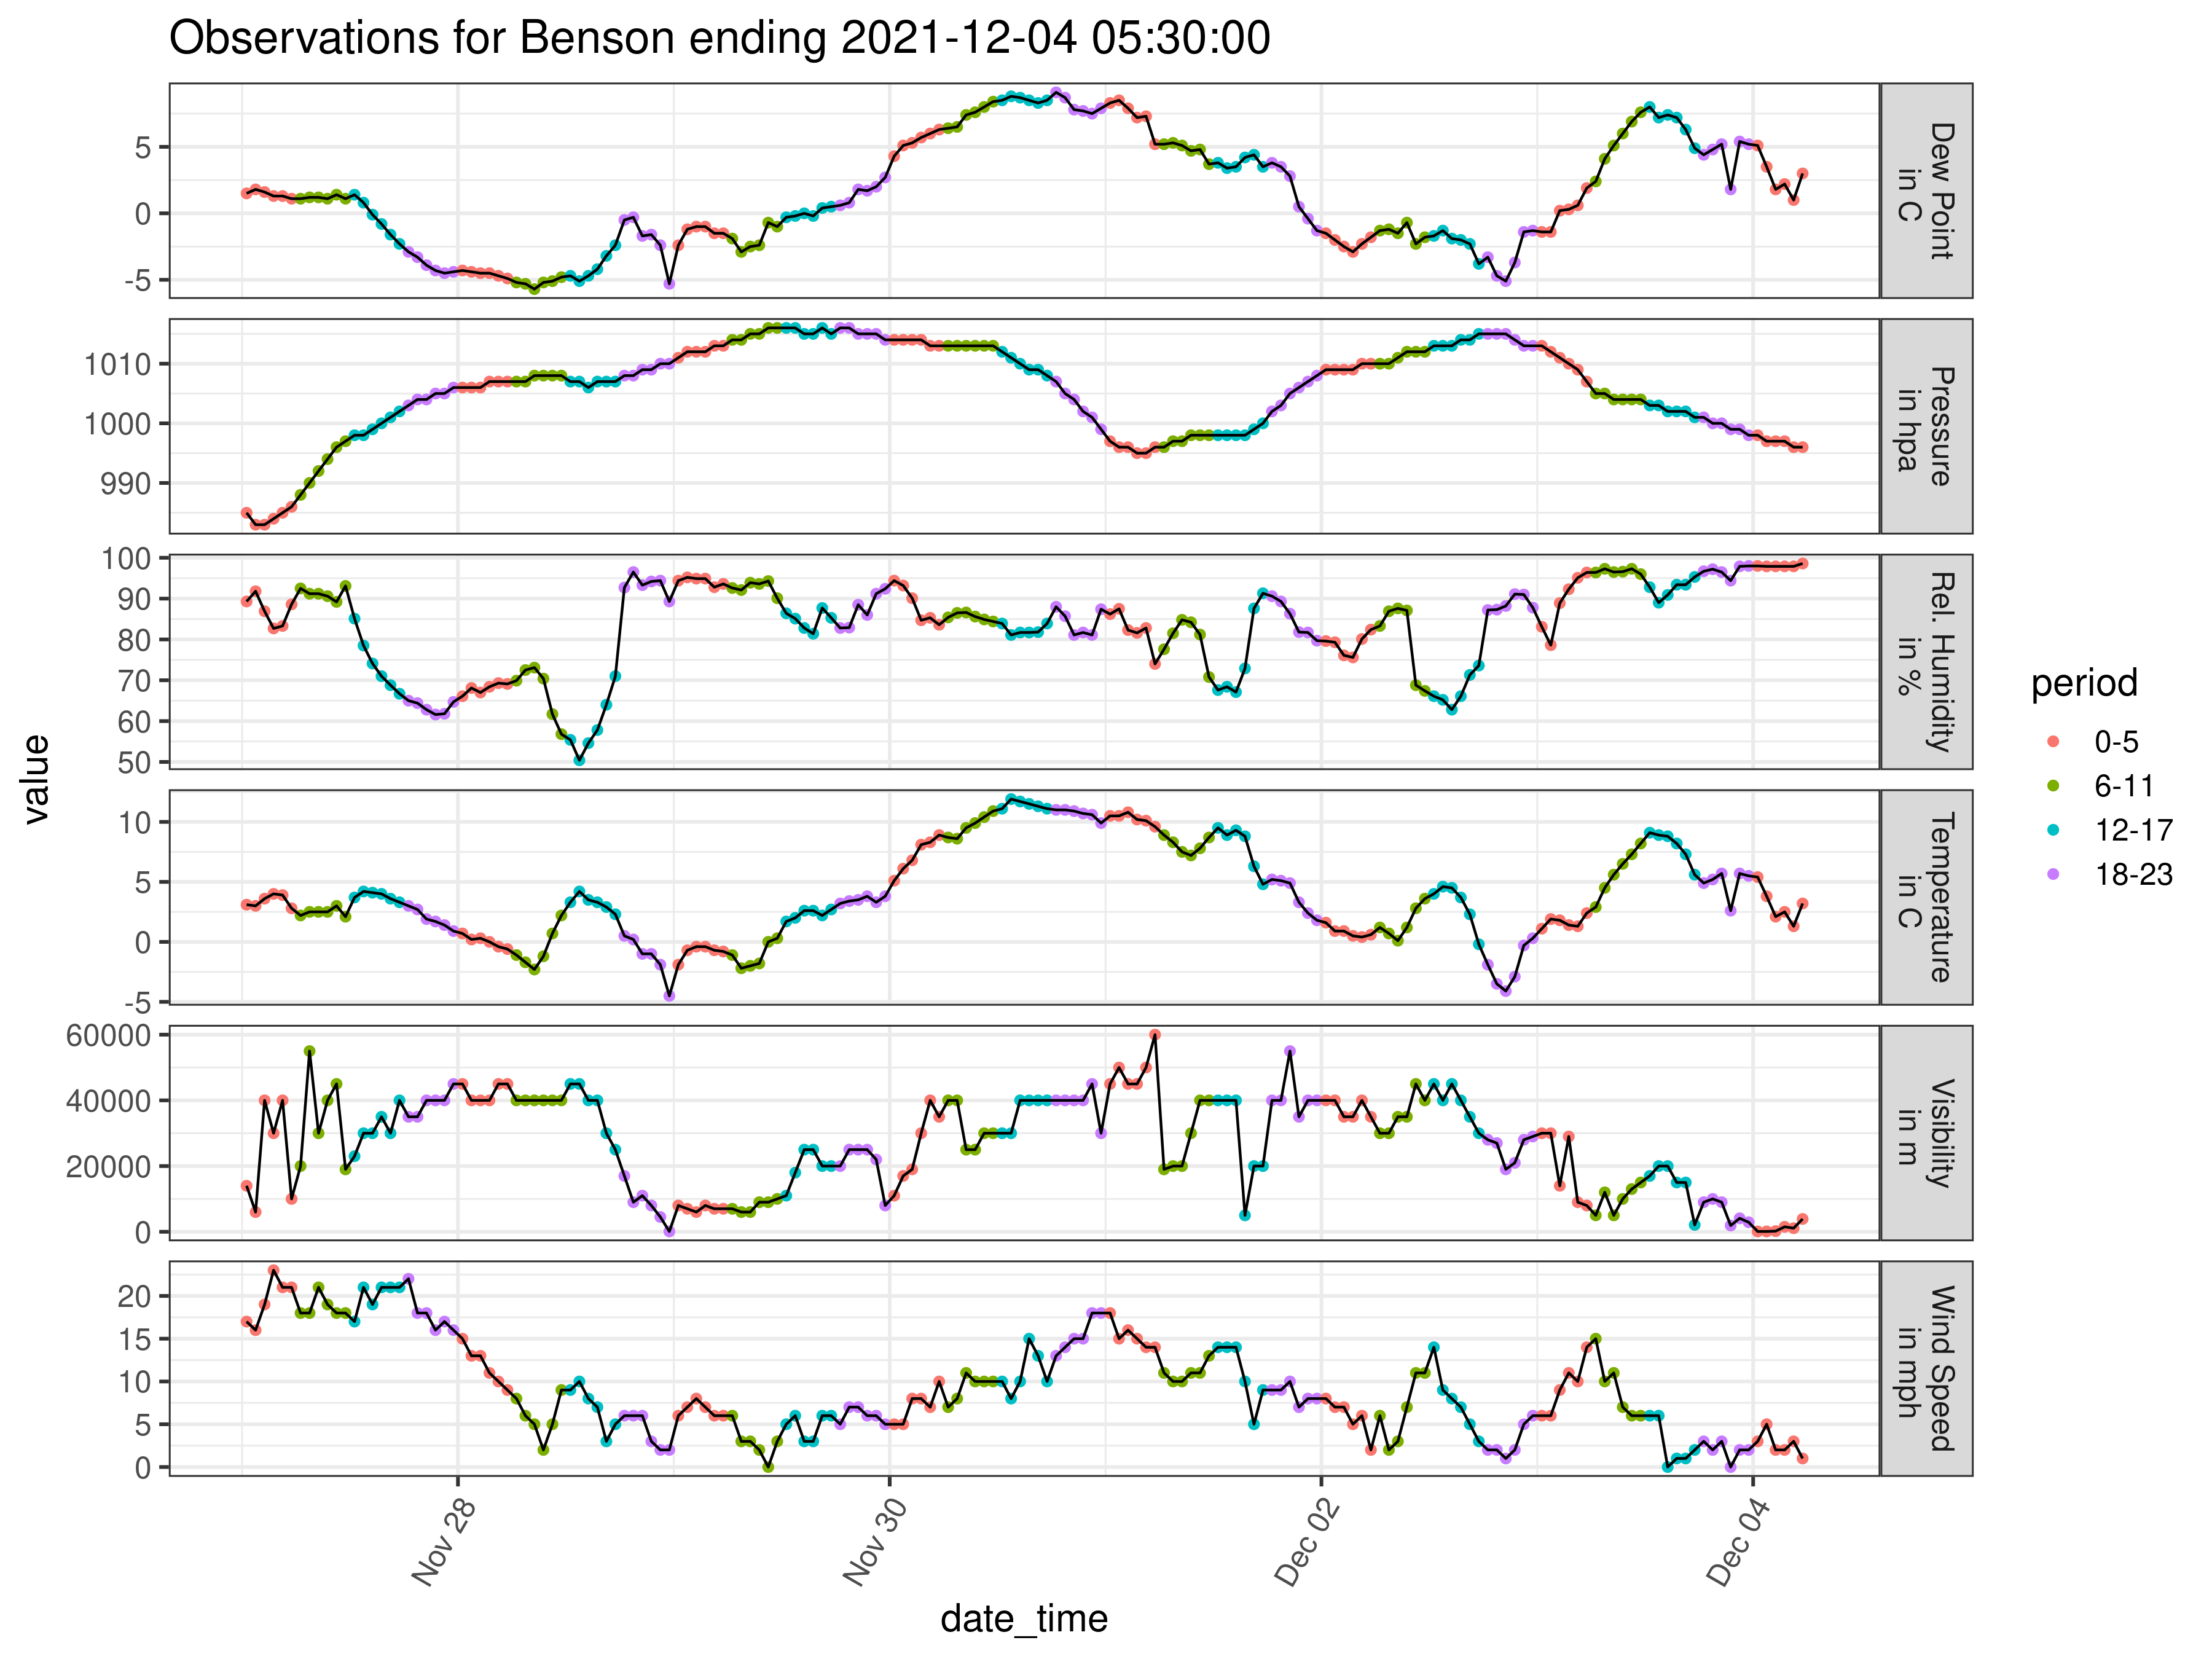 Observations for Benson ending 2021-12-04 05:30:00
value
5
0
-5
Dew Point
in C
1010
1000
990
Pressure
in hpa
100
90
80
70
60
50
Rel. Humidity
in %
10
5
0
-5
Temperature
in C
60000
40000
20000
0
Visibility
in m
20
15
10
5
0
Wind Speed
in mph
Nov 28
Nov 30
Dec 02
Dec 04
date_time
period
0-5
6-11
12-17
18-23